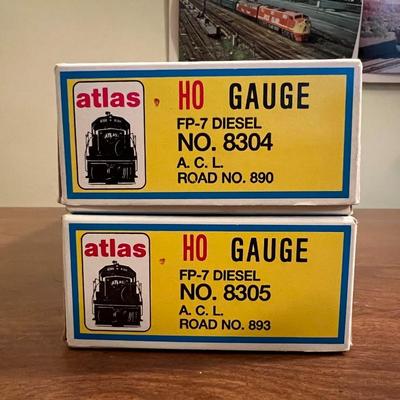 atlas
HO GAUGE
FP-7 DIESEL
NO. 8304
A. C. L.
ROAD NO. 890
atlas
HO GAUGE
FP-7 DIESEL
NO. 8305
A. C. L.
ROAD NO. 893